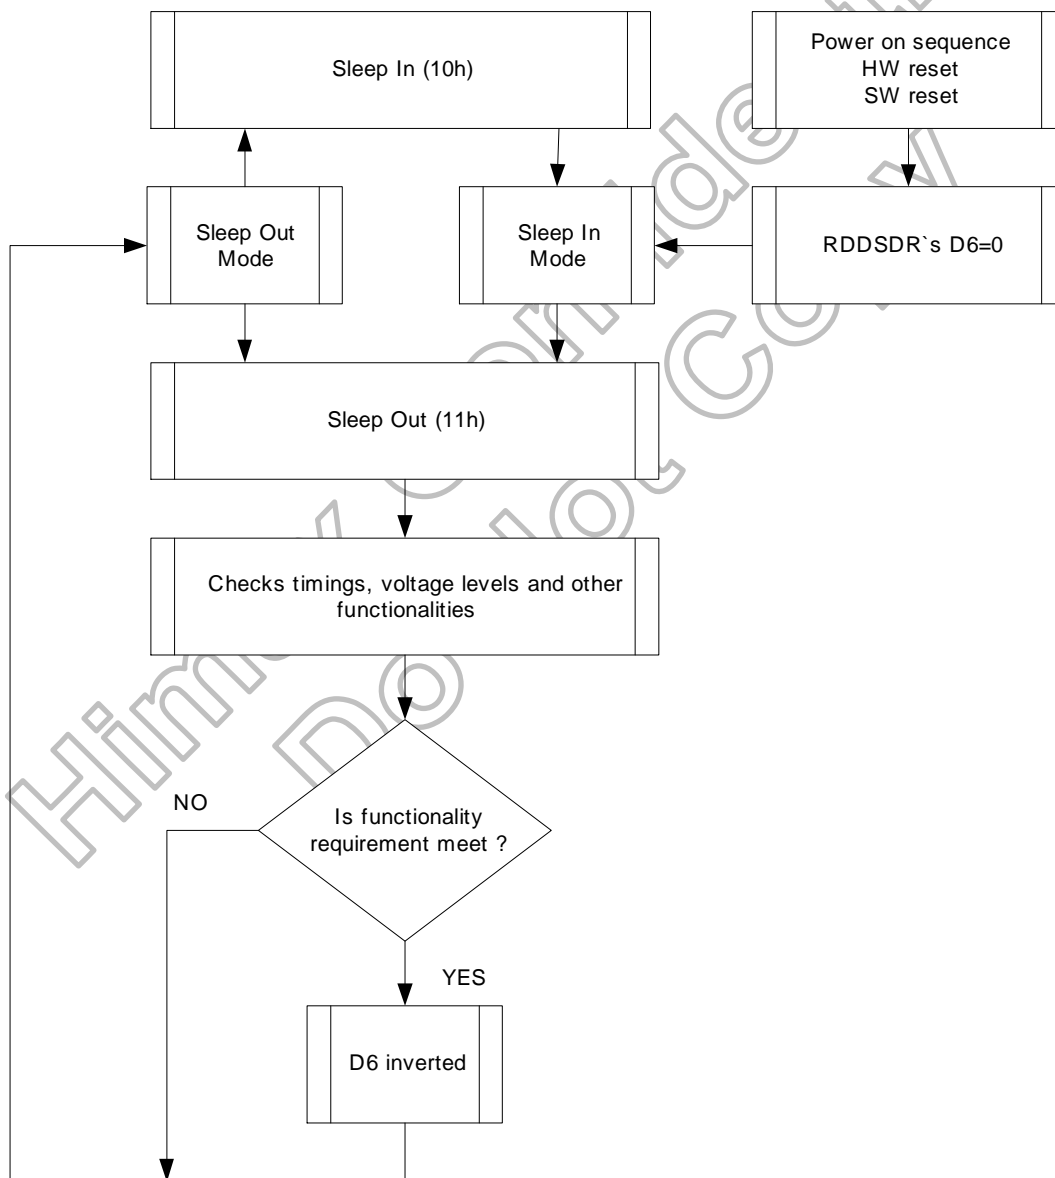 Sleep In (10h)
Power on sequence
HW reset
SW reset
Sleep Out
Mode
Sleep In
Mode
RDDSDR`s D6=0
Sleep Out (11h)
Checks timings, voltage levels and other
functionalities
NO
Is functionality
requirement meet ?
YES
D6 inverted